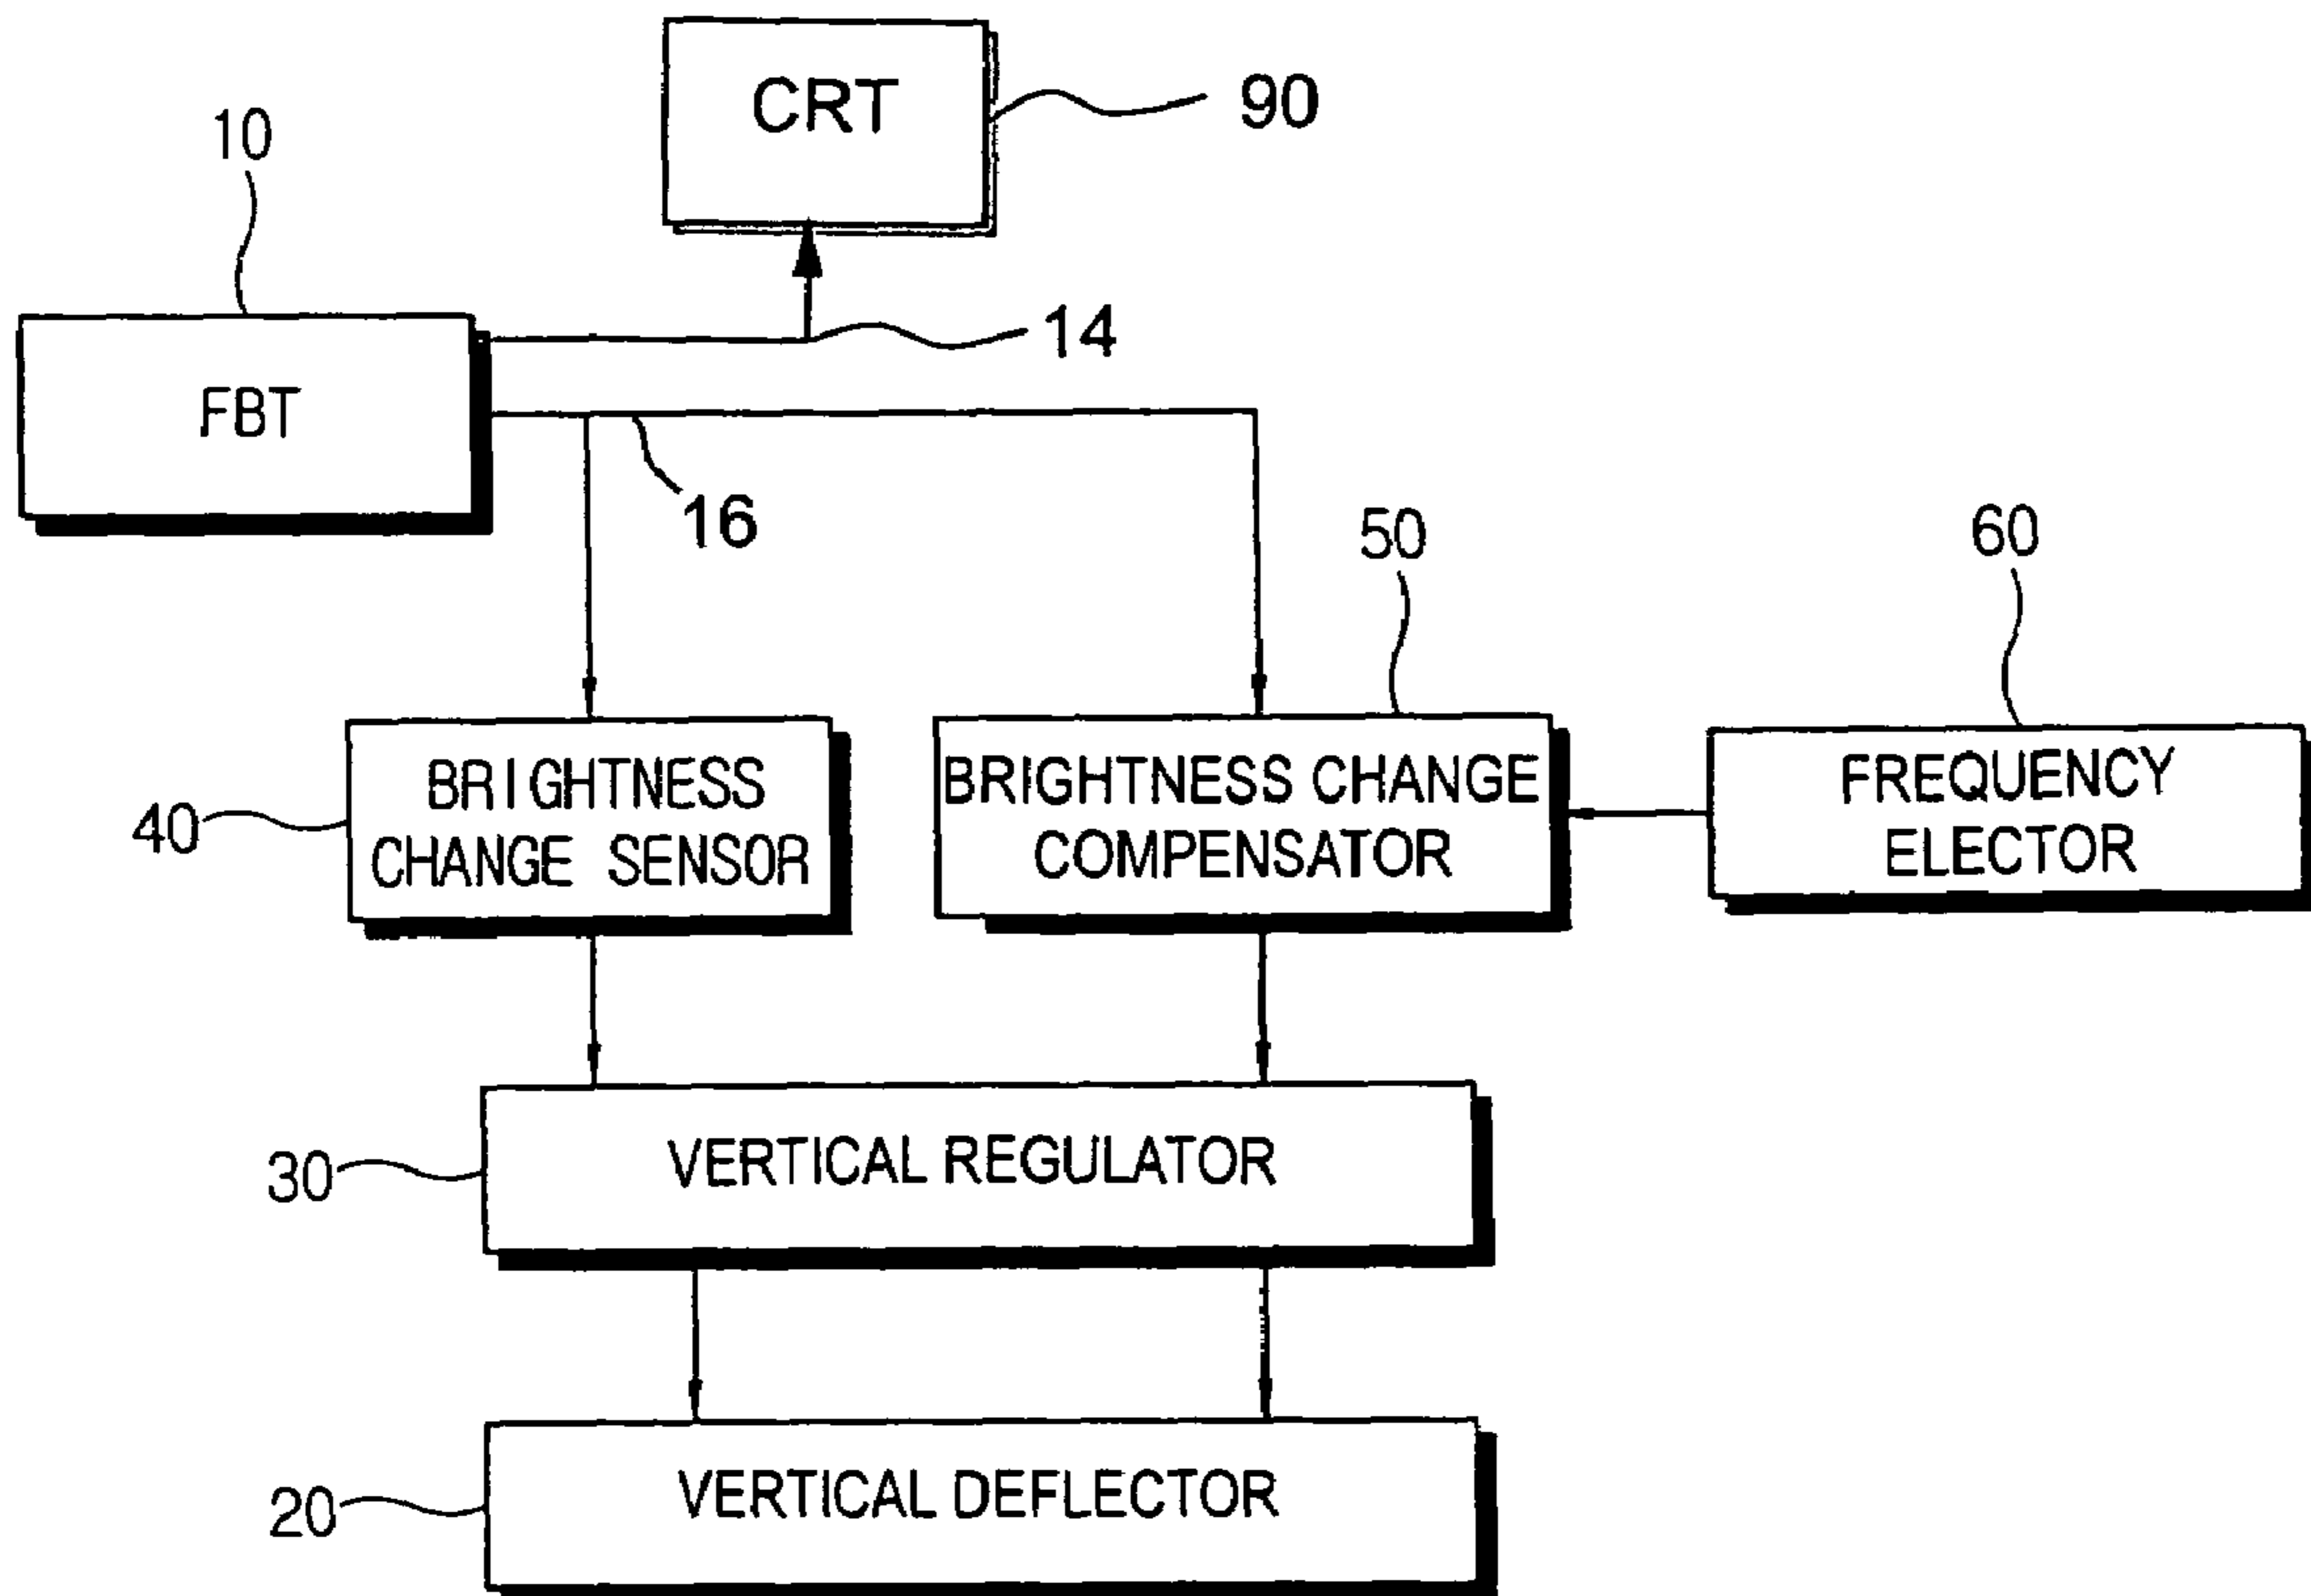 CRT
90
10
14
FBT
16
50
60
BRIGHTNESS
CHANGE SENSOR
40
BRIGHTNESS CHANGE
COMPENSATOR
FREQUENCY
ELECTOR
VERTICAL REGULATOR
30
VERTICAL DEFLECTOR
20